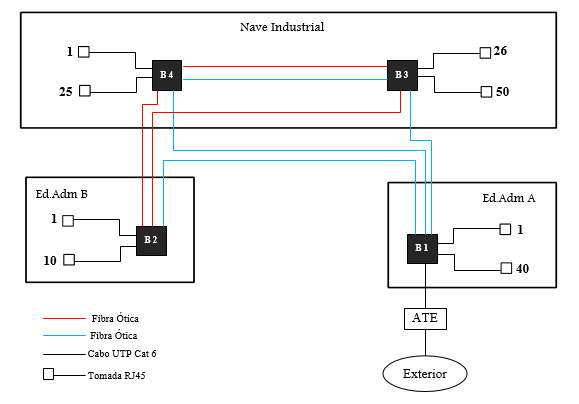 Nave Industrial
1
B 4
B 3
26
25
50
Ed.Adm B
Ed.Adm A
1
B 2
10
1
B 1
40
ATE
Exterior
Fibra Ótica
Fibra Ótica
Cabo UTP Cat 6
Tomada RJ45